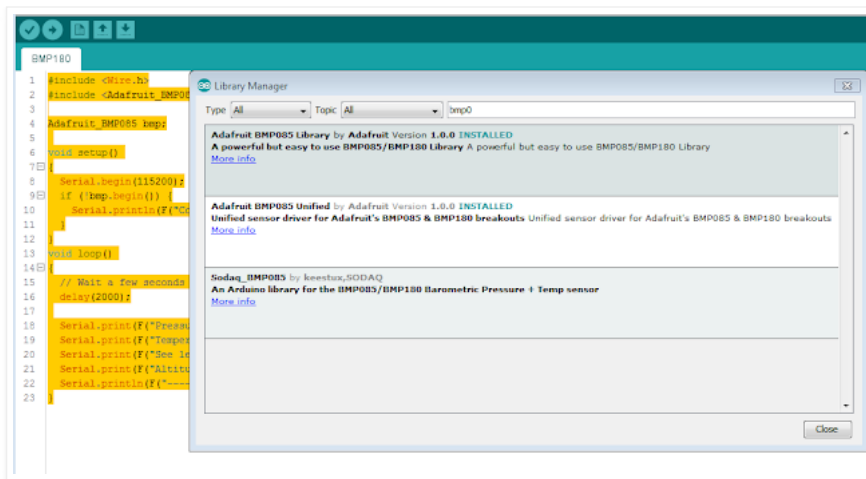 BMP180
1 #include <Wire.h>
2 #include <Adafruit_BMP08
3
4 Adafruit_BMP085 bmp;
5
6 void setup()
7 {
8 Serial.begin(115200);
9 if (!bmp.begin()) {
10 Serial.println(F("Co
11 }
12 }
13 void loop()
14 {
15 // Wait a few seconds
16 delay(2000);
17
18 Serial.print(F("Pressu
19 Serial.print(F("Temper
20 Serial.print(F("See le
21 Serial.print(F("Altitu
22 Serial.println(F("----
23 }
Library Manager
Type All Topic All bmp0
Adafruit BMP085 Library by Adafruit Version 1.0.0 INSTALLED
A powerful but easy to use BMP085/BMP180 Library A powerful but easy to use BMP085/BMP180 Library
More info
Adafruit BMP085 Unified by Adafruit Version 1.0.0 INSTALLED
Unified sensor driver for Adafruit's BMP085 & BMP180 breakouts Unified sensor driver for Adafruit's BMP085 & BMP180 breakouts
More info
Sodaq_BMP085 by keestux,SODAQ
An Arduino library for the BMP085/BMP180 Barometric Pressure + Temp sensor
More info
Close